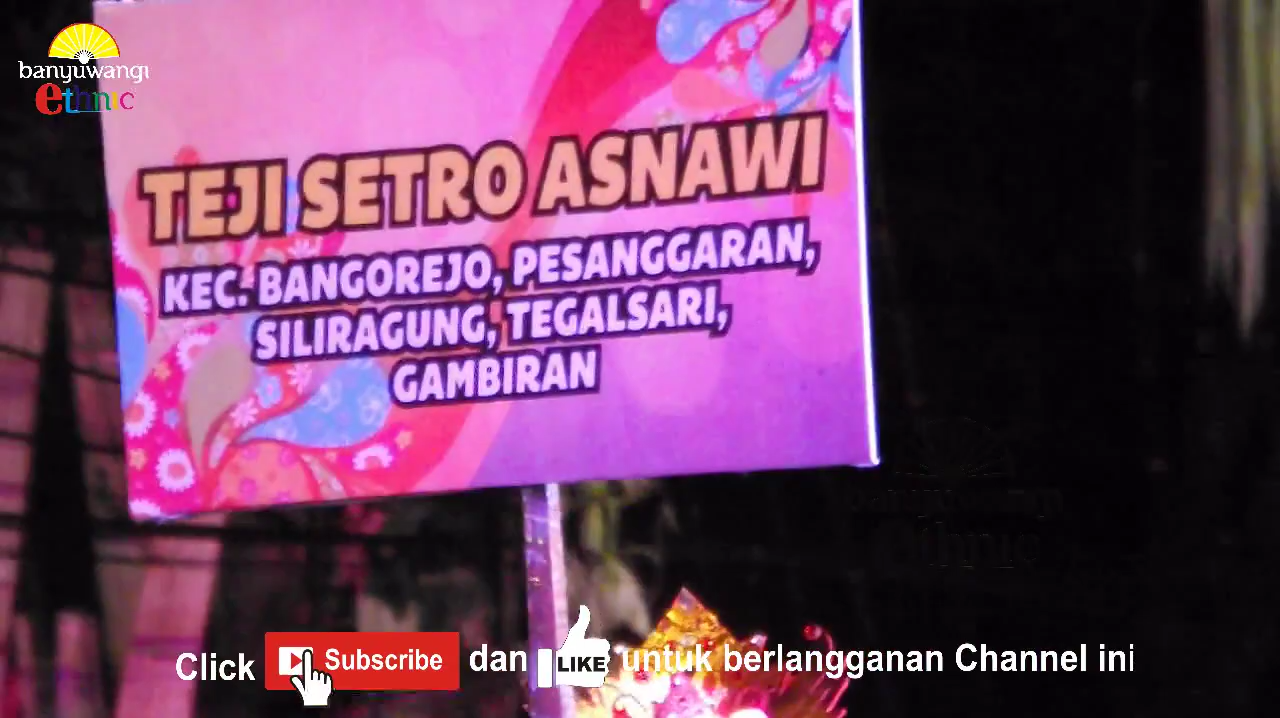 banyuwangi
ethnic
TEJI SETRO ASNAWI
KEC. BANGOREJO, PESANGGARAN,
SILIRAGUNG, TEGALSARI,
GAMBIRAN
ethnic
Click Subscribe dan LIKE untuk berlangganan Channel ini